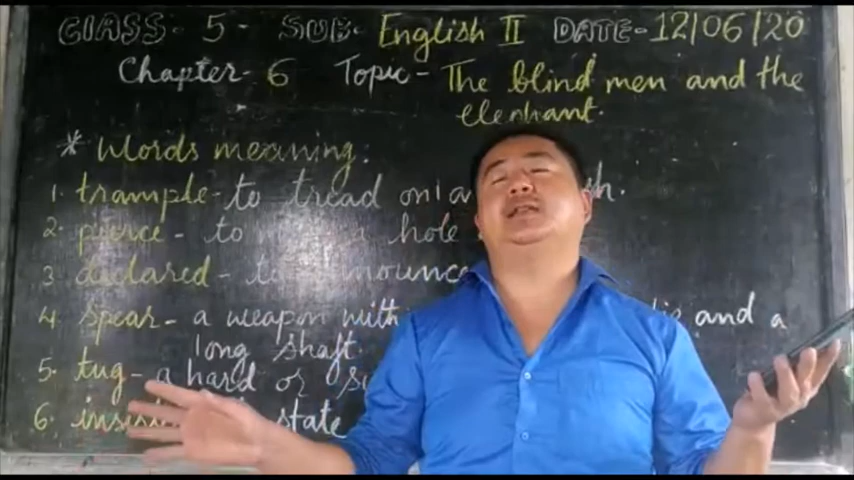 CLASS - 5 - SUB - English II DATE - 12/06/20
Chapter - 6 Topic - The blind men and the
elephant.
* Words meaning :
1. trample - to tread on / a
2. pierce - to a hole
3. declared - to announce
4. spear - a weapon with and a
long shaft.
5. tug - a hard or
6. state